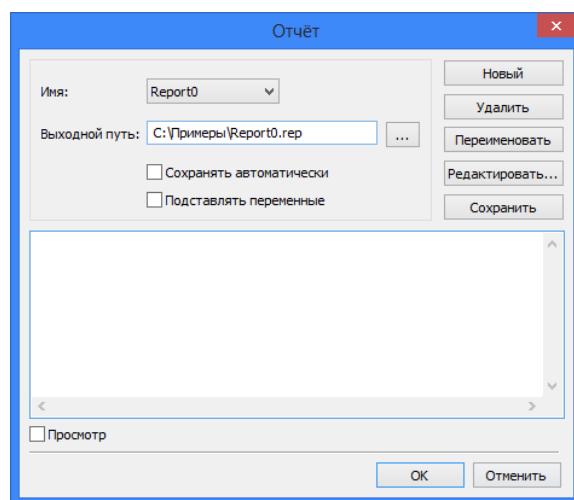 Отчёт
Имя:
Report0
Выходной путь:
C:\Примеры\Report0.rep
...
Сохранять автоматически
Подставлять переменные
Новый
Удалить
Переименовать
Редактировать...
Сохранить
Просмотр
OK
Отменить